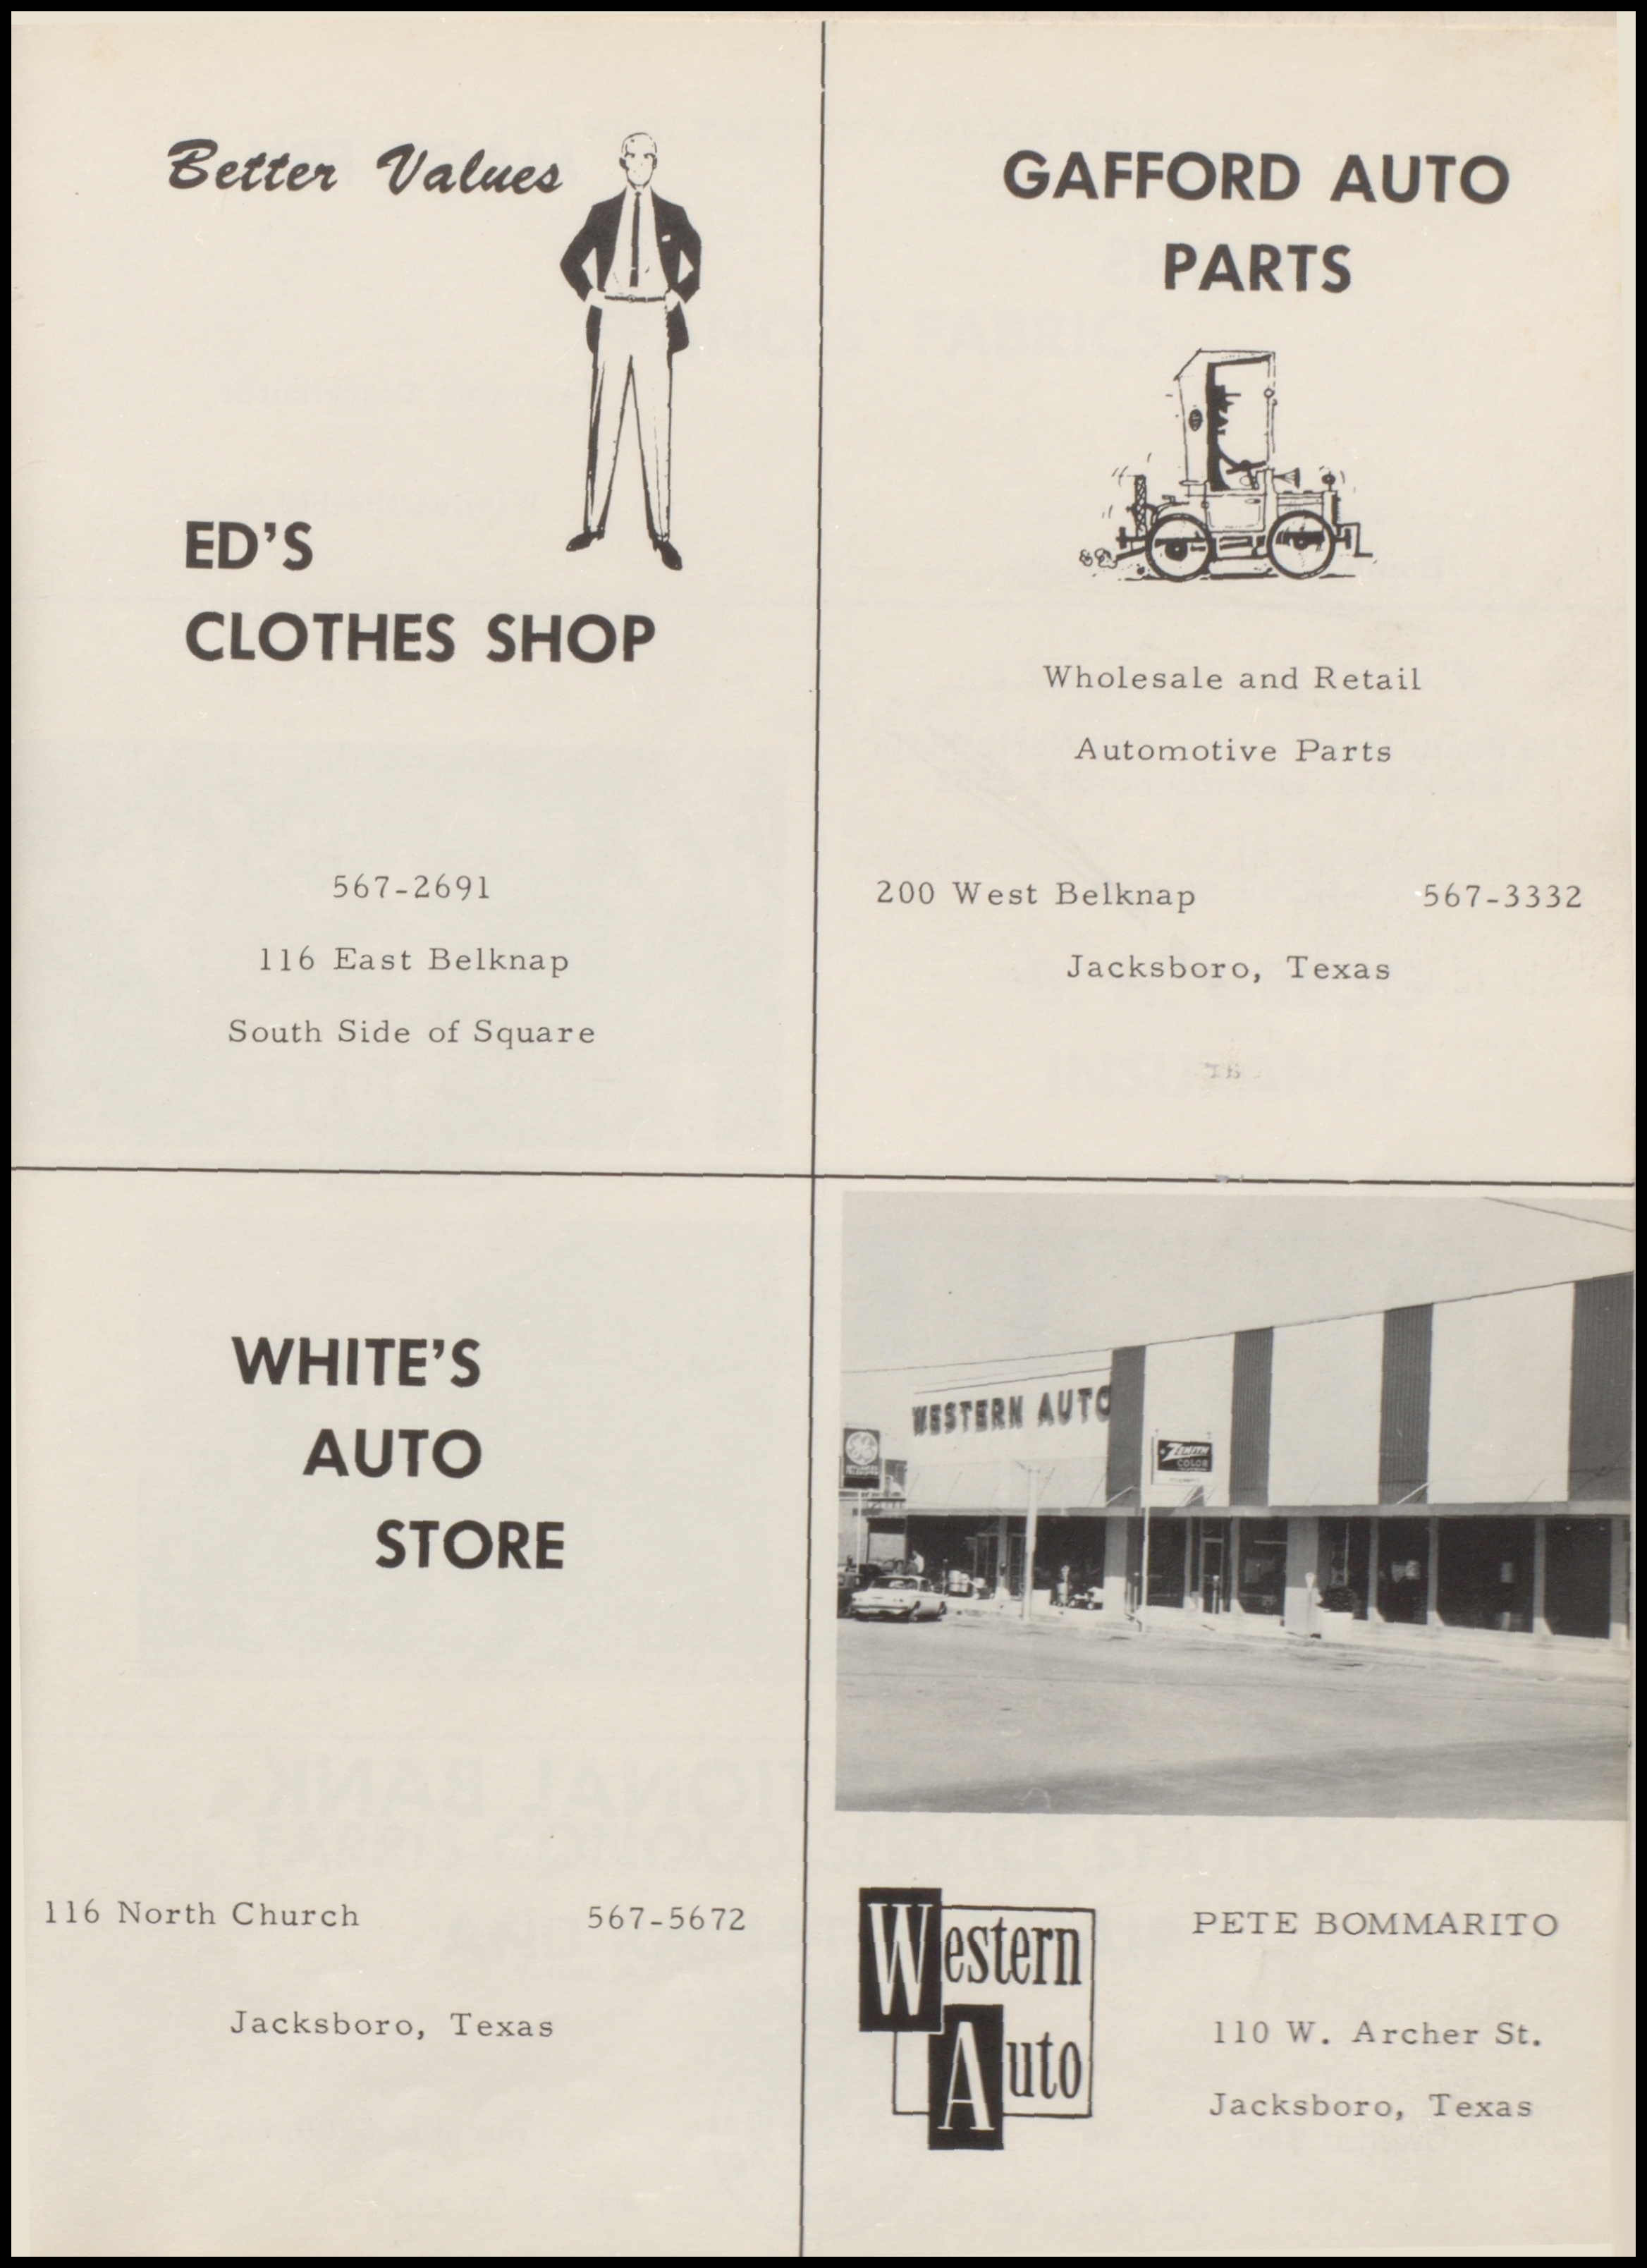 Better Values
ED'S
CLOTHES SHOP
567-2691
116 East Belknap
South Side of Square
GAFFORD AUTO
PARTS
Wholesale and Retail
Automotive Parts
200 West Belknap 567-3332
Jacksboro, Texas
WHITE'S
AUTO
STORE
116 North Church 567-5672
Jacksboro, Texas
WESTERN AUTO
ZENITH
COLOR
Western
Auto
PETE BOMMARITO
110 W. Archer St.
Jacksboro, Texas